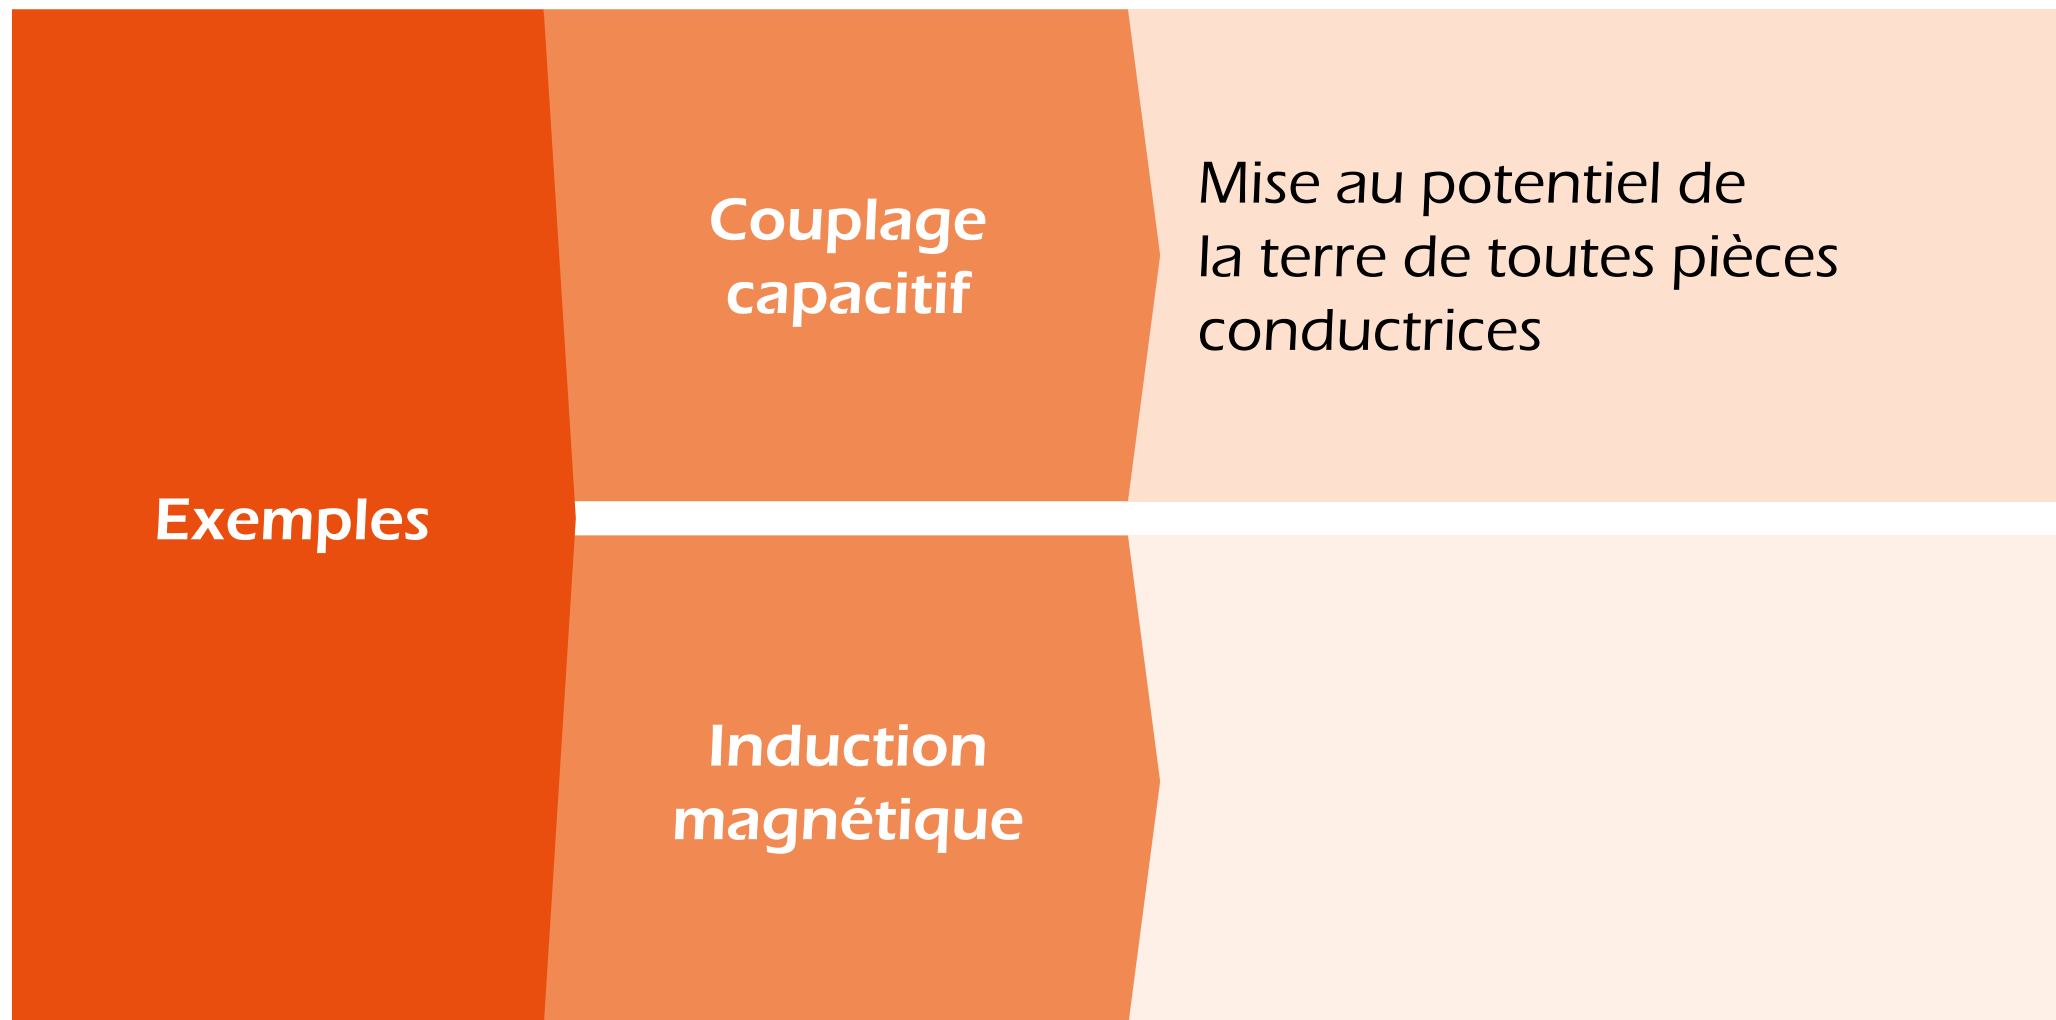 Exemples
Couplage
capacitif
Mise au potentiel de
la terre de toutes pièces
conductrices
Induction
magnétique